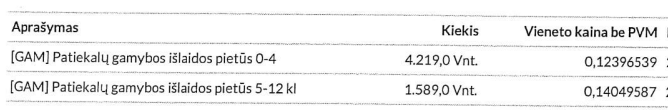 Aprašymas Kiekis Vieneto kaina be PVM
[GAM] Patiekalų gamybos išlaidos pietūs 0-4 4.219,0 Vnt. 0,12396539
[GAM] Patiekalų gamybos išlaidos pietūs 5-12 kl 1.589,0 Vnt. 0,14049587